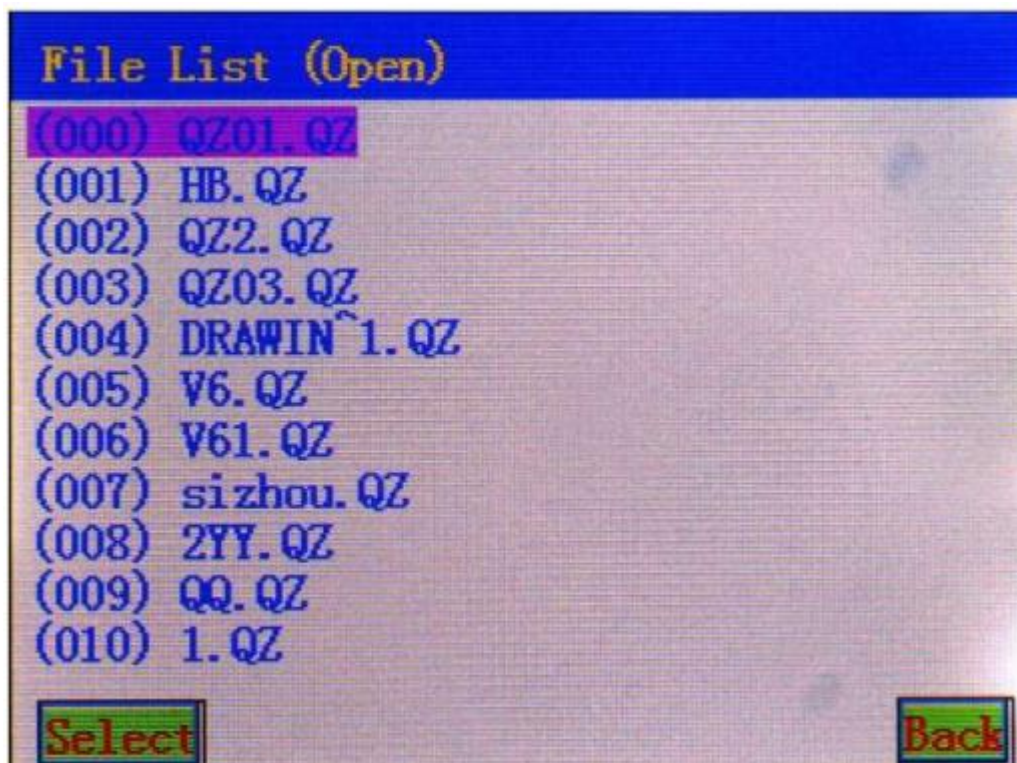 File List (Open)
(000) QZ01.QZ
(001) HB.QZ
(002) QZ2.QZ
(003) QZ03.QZ
(004) DRAWIN~1.QZ
(005) V6.QZ
(006) V61.QZ
(007) sizhou.QZ
(008) 2YY.QZ
(009) QQ.QZ
(010) 1.QZ
Select Back